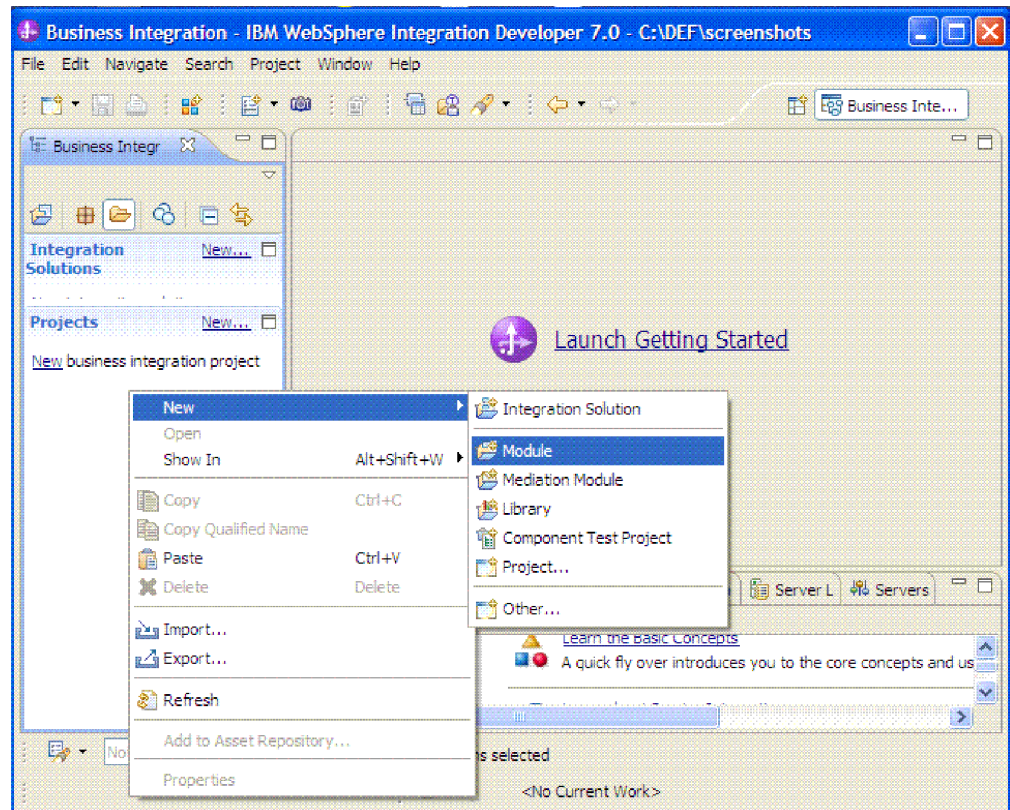 Business Integration - IBM WebSphere Integration Developer 7.0 - C:\DEF\screenshots
File Edit Navigate Search Project Window Help
Business Inte...
Business Integr
Integration Solutions
New...
Projects
New...
New business integration project
Launch Getting Started
New
Open
Show In Alt+Shift+W
Copy Ctrl+C
Copy Qualified Name
Paste Ctrl+V
Delete Delete
Import...
Export...
Refresh
Add to Asset Repository...
Properties
Integration Solution
Module
Mediation Module
Library
Component Test Project
Project...
Other...
Server L
Servers
Learn the Basic Concepts
A quick fly over introduces you to the core concepts and us
No
selected
<No Current Work>